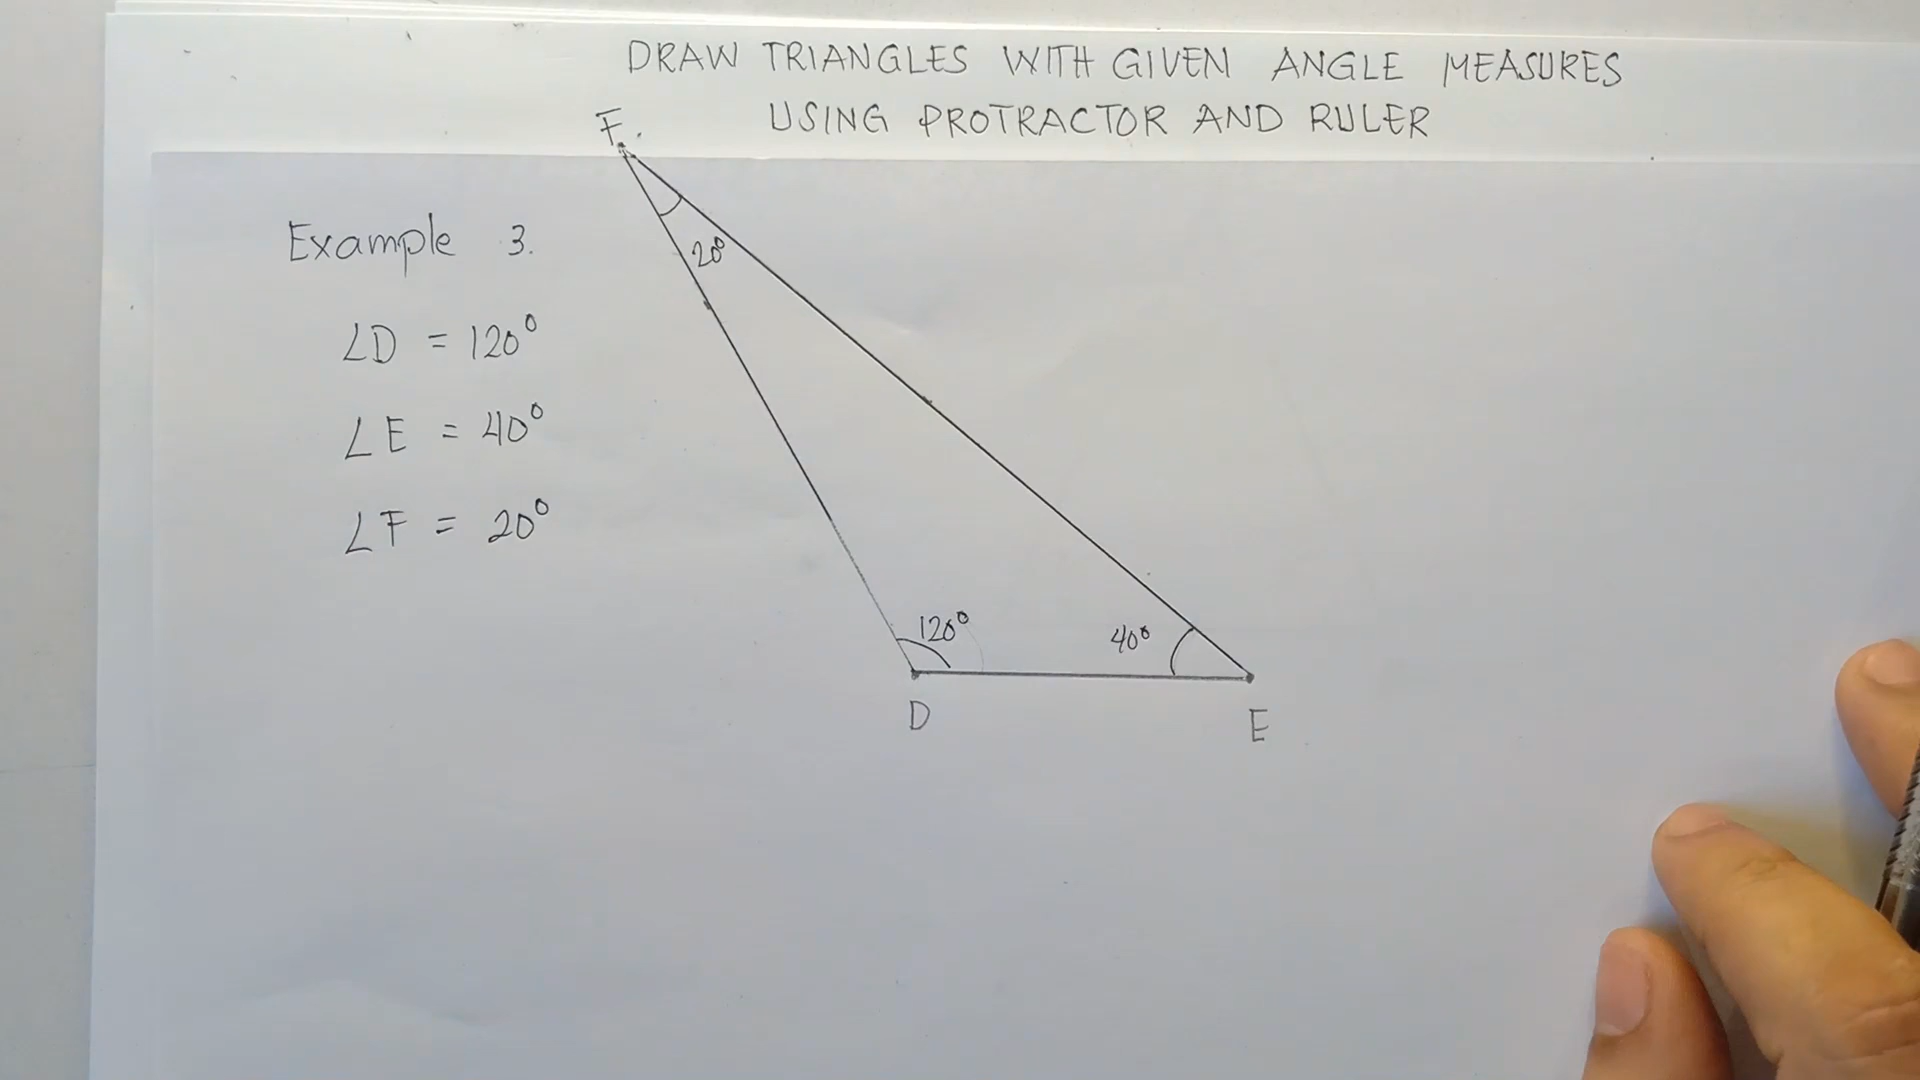 DRAW TRIANGLES WITH GIVEN ANGLE MEASURES
USING PROTRACTOR AND RULER
F
Example 3.
20°
∠D = 120°
∠E = 40°
∠F = 20°
120°
40°
D
E